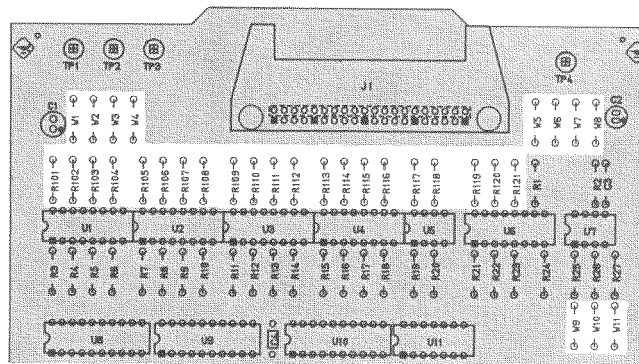 TP1 TP2 TP3
J1
TP4
W1 W2 W3 W4
W5 W6 W7 W8
R101 R102 R103 R104 R105 R106 R107 R108 R109 R110 R111 R112 R113 R114 R115 R116 R117 R118 R119 R120 R121 R1 R2 C3
U1 U2 U3 U4 U5 U6 U7
R3 R4 R5 R6 R7 R8 R9 R10 R11 R12 R13 R14 R15 R16 R17 R18 R19 R20 R21 R22 R23 R24 R25 R26 R27
U8 U9 U10 U11
W9 W10 W11